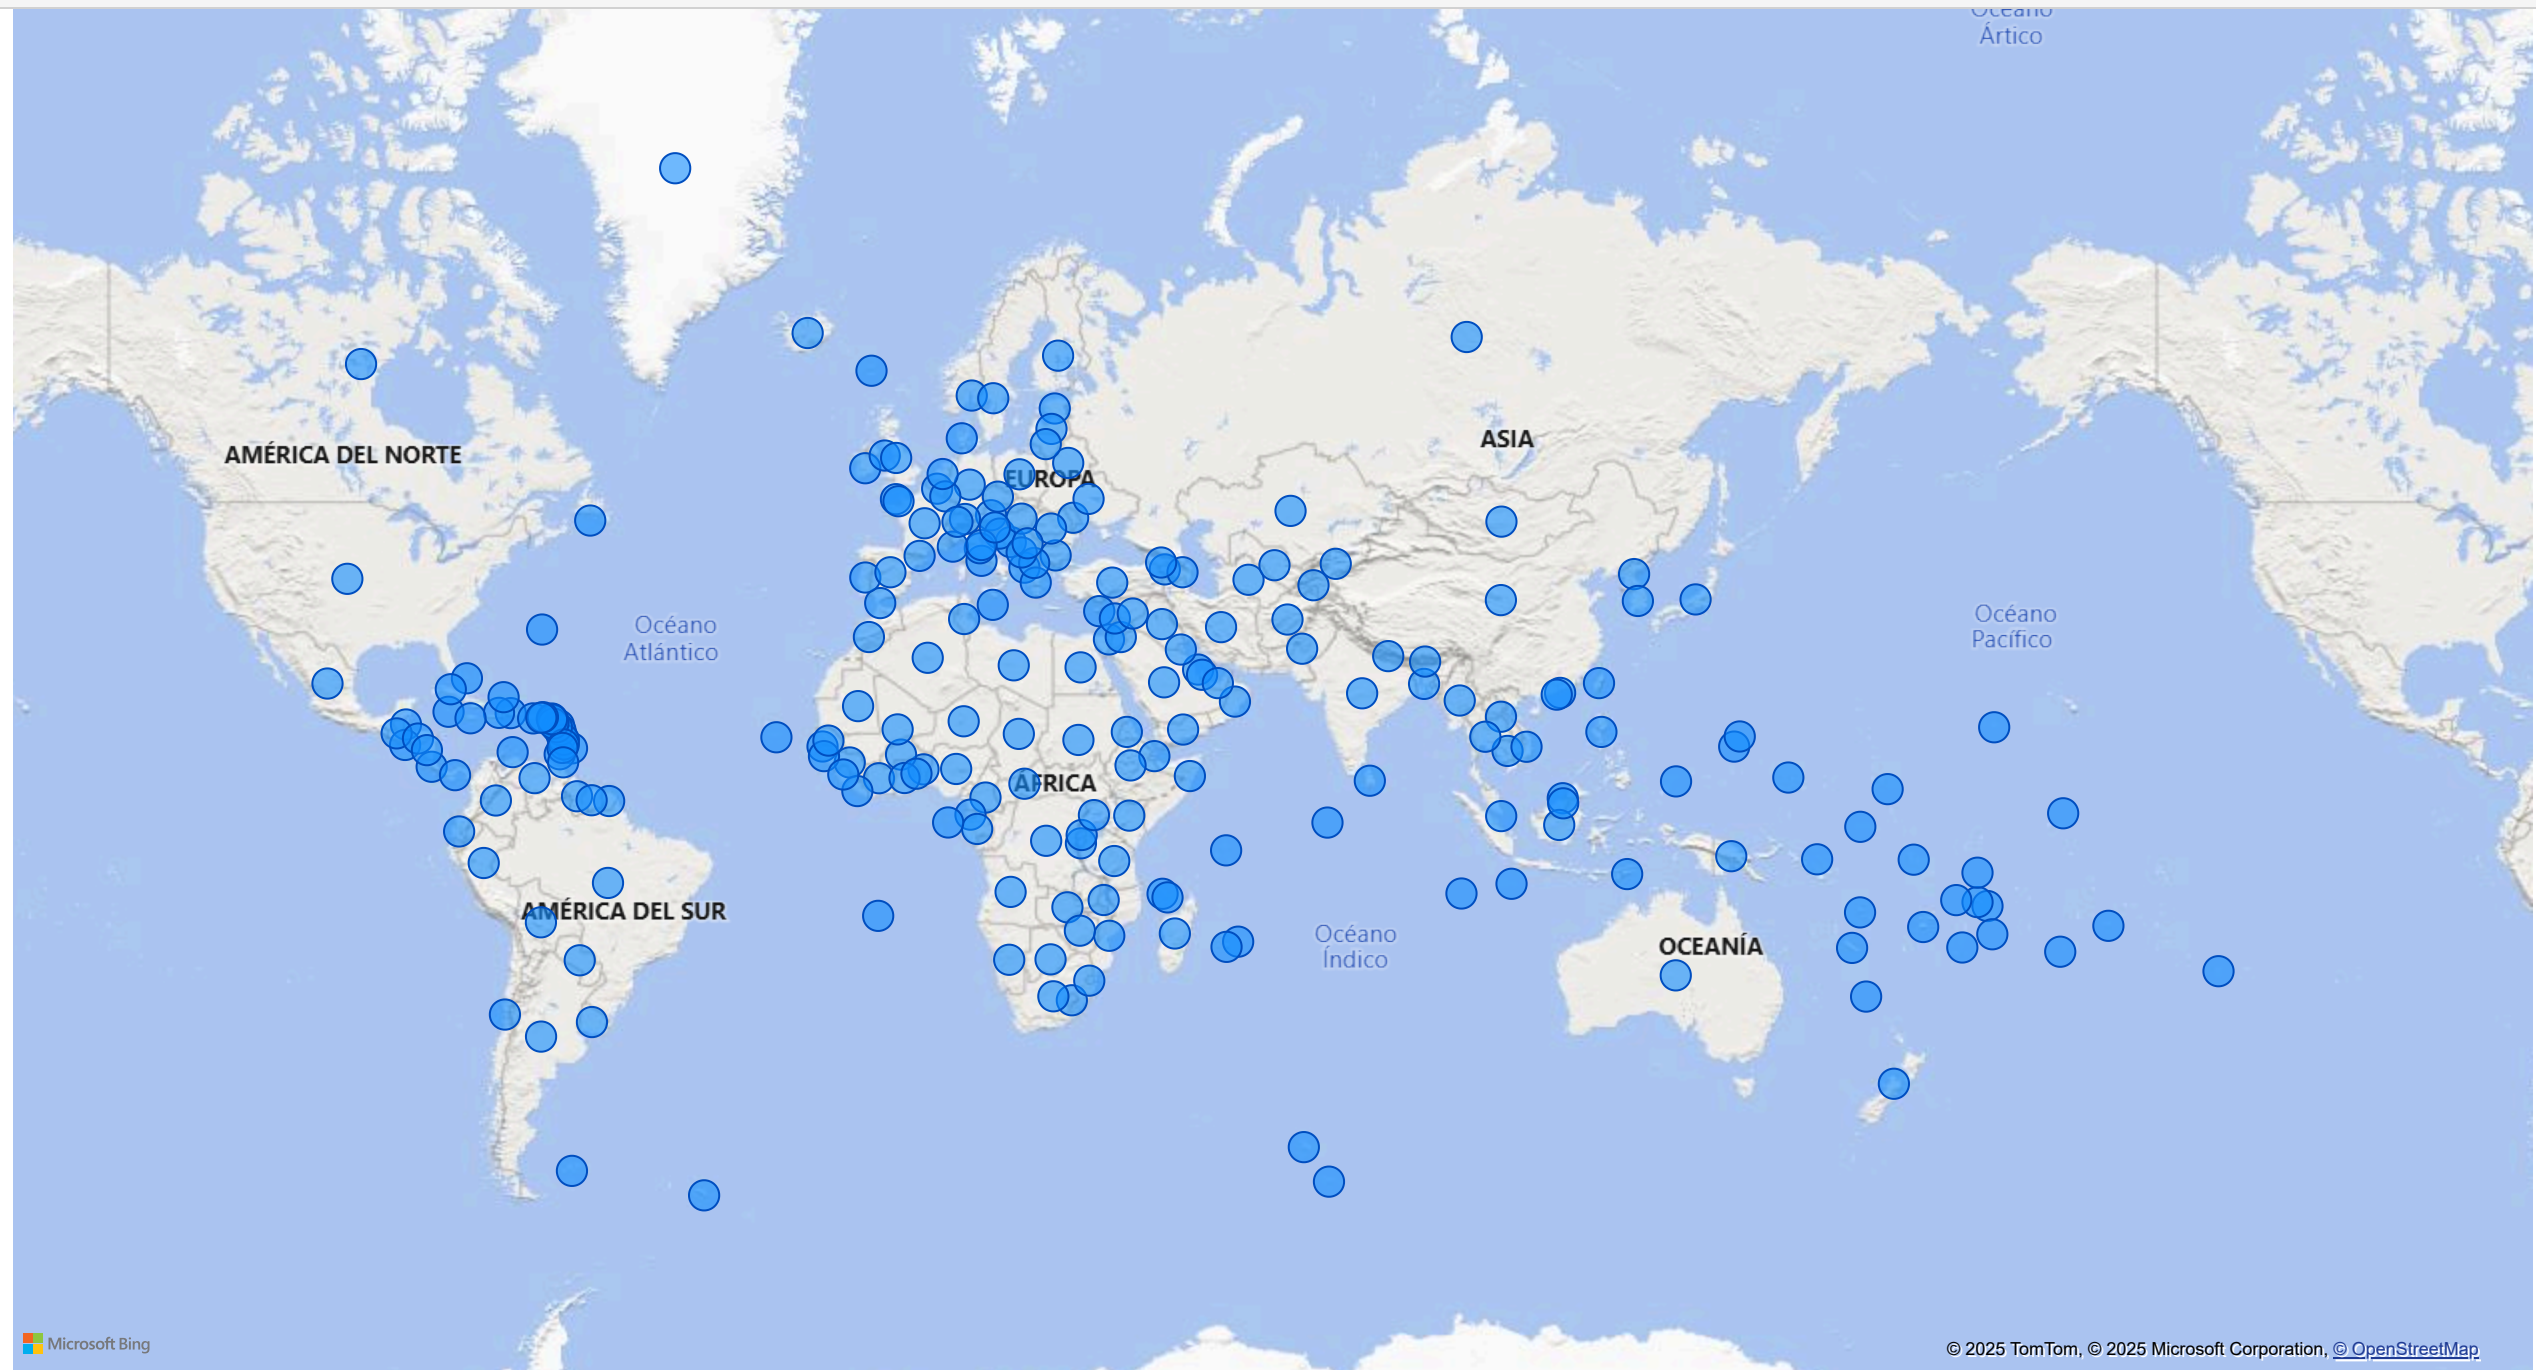 Océano
Ártico
AMÉRICA DEL NORTE
ASIA
EUROPA
Océano
Atlántico
Océano
Pacífico
ÁFRICA
AMÉRICA DEL SUR
Océano
Índico
OCEANÍA
Microsoft Bing
© 2025 TomTom, © 2025 Microsoft Corporation, © OpenStreetMap